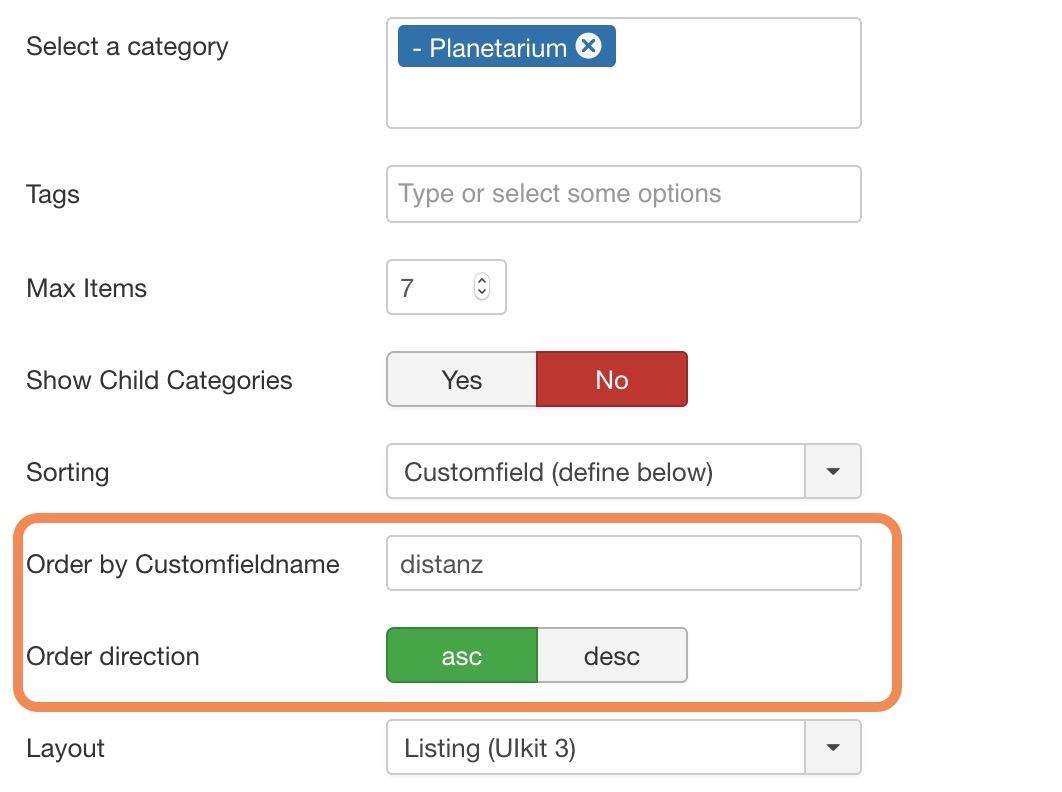 Select a category
- Planetarium
Tags
Type or select some options
Max Items
7
Show Child Categories
Yes No
Sorting
Customfield (define below)
Order by Customfieldname
distanz
Order direction
asc desc
Layout
Listing (UIkit 3)